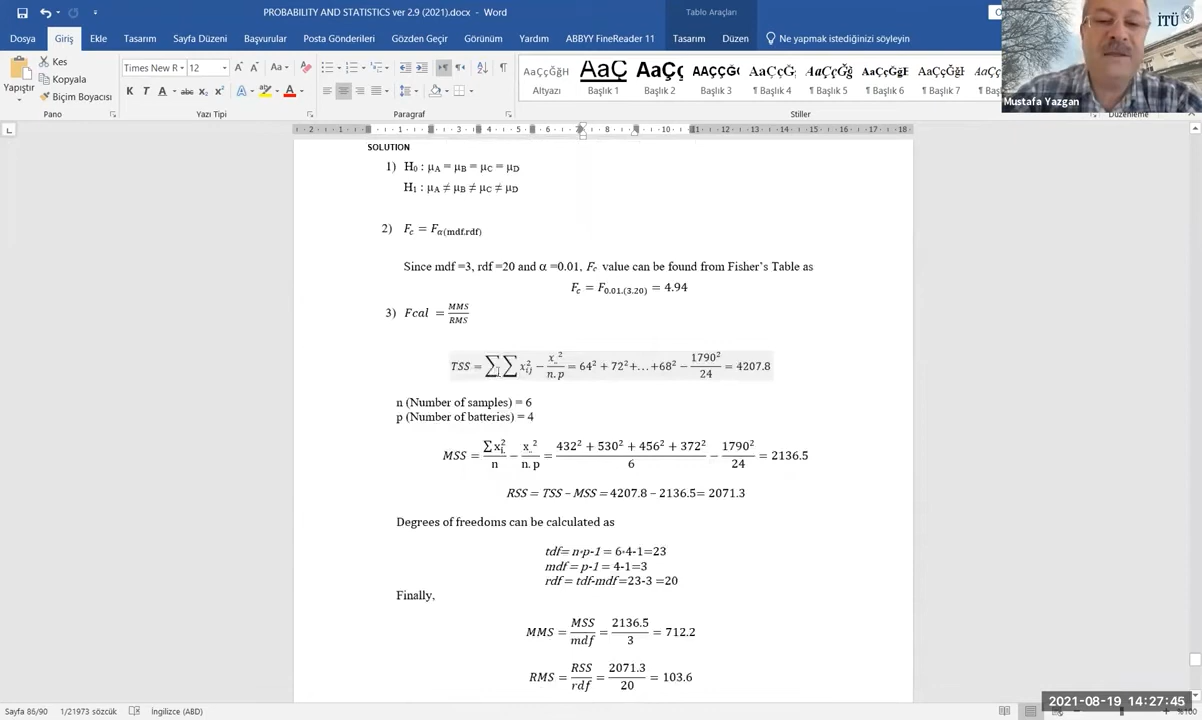 PROBABILITY AND STATISTICS ver 2.9 (2021).docx - Word
Tablo Araçları
İTÜ
Dosya Giriş Ekle Tasarım Sayfa Düzeni Başvurular Posta Gönderileri Gözden Geçir Görünüm Yardım ABBYY FineReader 11 Tasarım Düzen Ne yapmak istediğinizi söyleyin
Yapıştır
Kes
Kopyala
Biçim Boyacısı
Times New R 12
Altyazı Başlık 1 Başlık 2 Başlık 3 ¶ Başlık 4 ¶ Başlık 5 ¶ Başlık 6 ¶ Başlık 7 ¶ Başlık
Mustafa Yazgan
Pano Yazı Tipi Paragraf Stiller Düzenleme
SOLUTION
1) H₀ : μA = μB = μC = μD
H₁ : μA ≠ μB ≠ μC ≠ μD
2) Fc = Fα(mdf.rdf)
Since mdf =3, rdf =20 and α =0.01, Fc value can be found from Fisher's Table as
Fc = F0.01.(3.20) = 4.94
3) Fcal = MMS/RMS
TSS = ∑∑ xij² − x..²/n.p = 64² + 72²+...+68² − 1790²/24 = 4207.8
n (Number of samples) = 6
p (Number of batteries) = 4
MSS = ∑xi.²/n − x..²/n.p = (432² + 530² + 456² + 372²)/6 − 1790²/24 = 2136.5
RSS = TSS − MSS = 4207.8 − 2136.5= 2071.3
Degrees of freedoms can be calculated as
tdf= n·p-1 = 6·4-1=23
mdf = p-1 = 4-1=3
rdf = tdf-mdf =23-3 =20
Finally,
MMS = MSS/mdf = 2136.5/3 = 712.2
RMS = RSS/rdf = 2071.3/20 = 103.6
2021-08-19 14:27:45
Sayfa 86/90 1/21973 sözcük İngilizce (ABD) %100